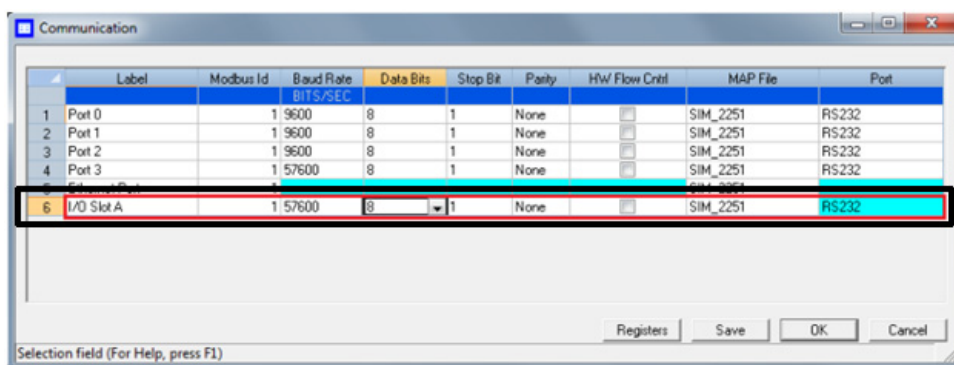 Communication
Label Modbus Id Baud Rate Data Bits Stop Bit Parity HW Flow Cntrl MAP File Port
BITS/SEC
1 Port 0 1 9600 8 1 None SIM_2251 RS232
2 Port 1 1 9600 8 1 None SIM_2251 RS232
3 Port 2 1 9600 8 1 None SIM_2251 RS232
4 Port 3 1 57600 8 1 None SIM_2251 RS232
5 Ethernet Port 1 SIM_2251
6 I/O Slot A 1 57600 8 1 None SIM_2251 RS232
Registers Save OK Cancel
Selection field (For Help, press F1)